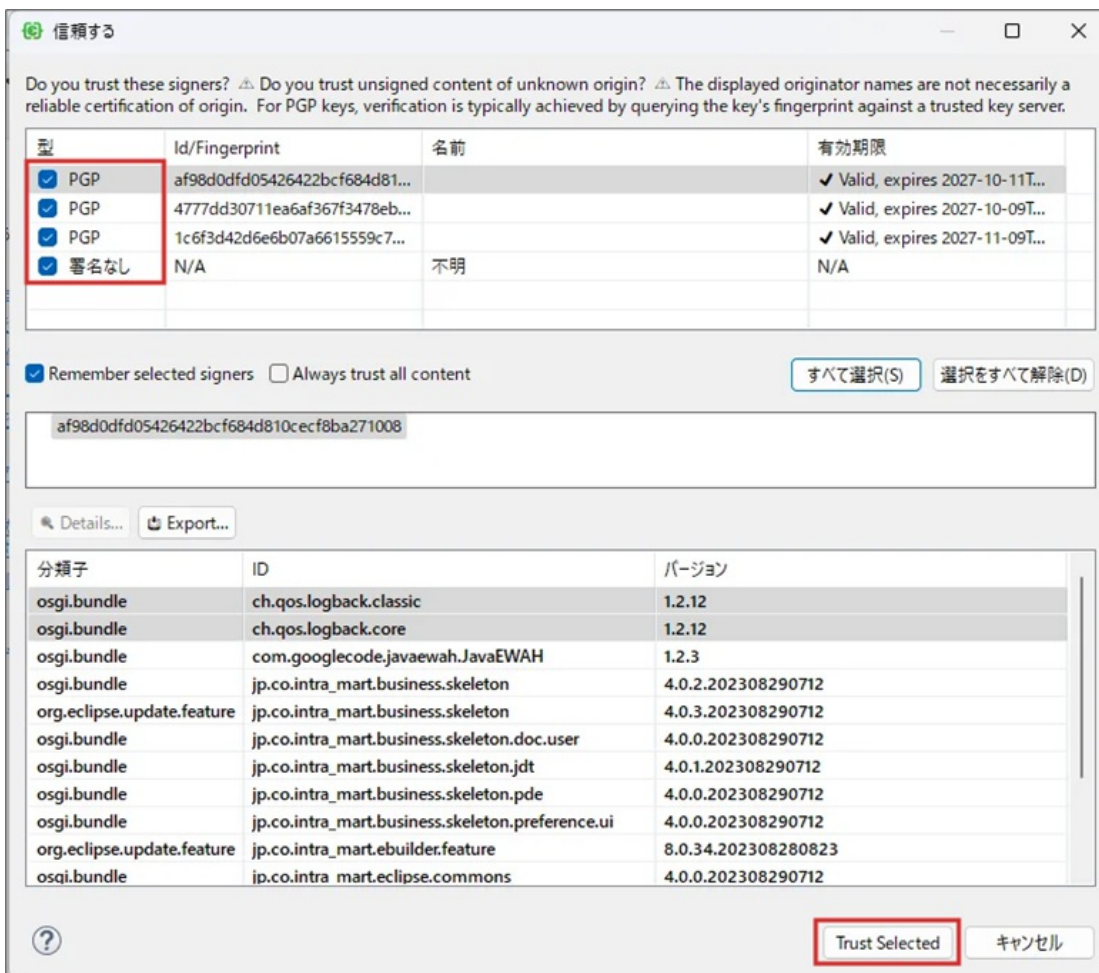 信頼する
Do you trust these signers? ⚠ Do you trust unsigned content of unknown origin? ⚠ The displayed originator names are not necessarily a
reliable certification of origin. For PGP keys, verification is typically achieved by querying the key's fingerprint against a trusted key server.
型 Id/Fingerprint 名前 有効期限
PGP af98d0dfd05426422bcf684d81... ✔ Valid, expires 2027-10-11T...
PGP 4777dd30711ea6af367f3478eb... ✔ Valid, expires 2027-10-09T...
PGP 1c6f3d42d6e6b07a6615559c7... ✔ Valid, expires 2027-11-09T...
署名なし N/A 不明 N/A
Remember selected signers Always trust all content すべて選択(S) 選択をすべて解除(D)
af98d0dfd05426422bcf684d810cecf8ba271008
Details... Export...
分類子 ID バージョン
osgi.bundle ch.qos.logback.classic 1.2.12
osgi.bundle ch.qos.logback.core 1.2.12
osgi.bundle com.googlecode.javaewah.JavaEWAH 1.2.3
osgi.bundle jp.co.intra_mart.business.skeleton 4.0.2.202308290712
org.eclipse.update.feature jp.co.intra_mart.business.skeleton 4.0.3.202308290712
osgi.bundle jp.co.intra_mart.business.skeleton.doc.user 4.0.0.202308290712
osgi.bundle jp.co.intra_mart.business.skeleton.jdt 4.0.1.202308290712
osgi.bundle jp.co.intra_mart.business.skeleton.pde 4.0.0.202308290712
osgi.bundle jp.co.intra_mart.business.skeleton.preference.ui 4.0.0.202308290712
org.eclipse.update.feature jp.co.intra_mart.ebuilder.feature 8.0.34.202308280823
osgi.bundle jp.co.intra_mart.eclipse.commons 4.0.0.202308290712
? Trust Selected キャンセル